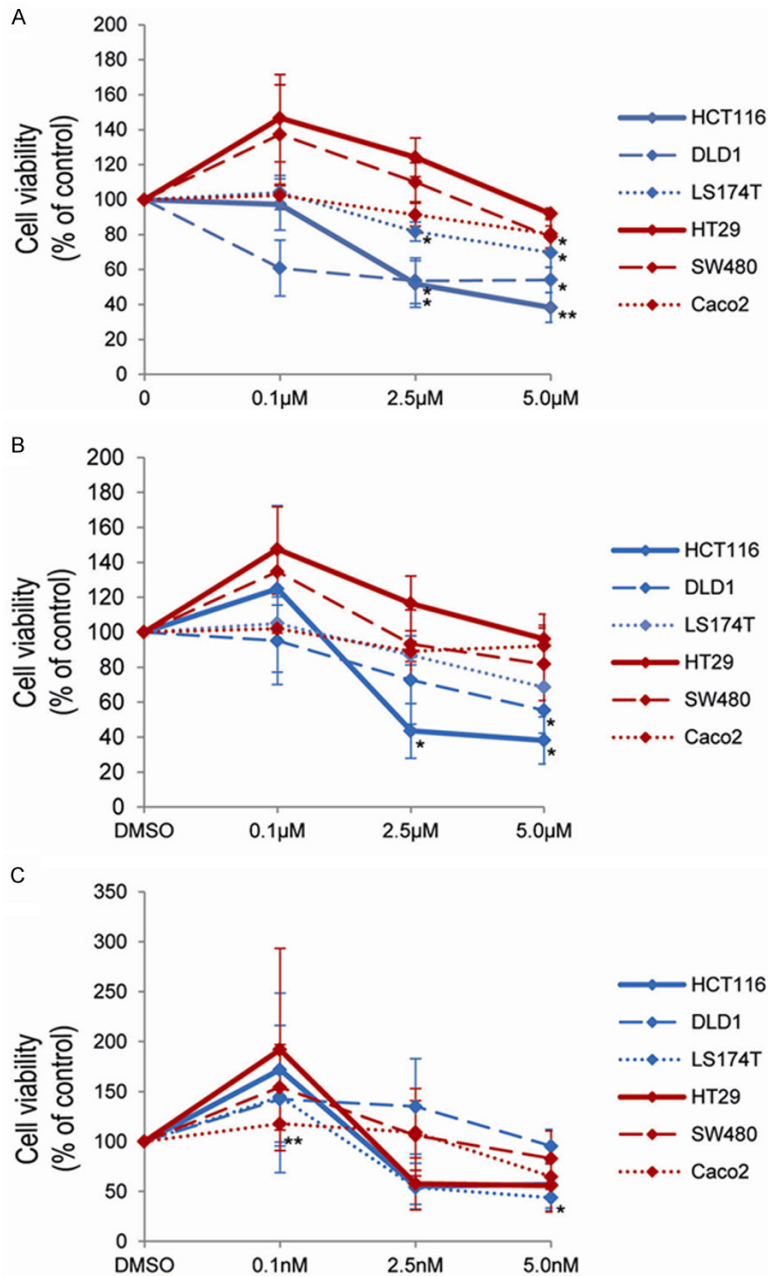 A
Cell viability
(% of control)
200
180
160
140
120
100
80
60
40
20
0
0 0.1µM 2.5µM 5.0µM
*
*
*
*
*
*
**
HCT116
DLD1
LS174T
HT29
SW480
Caco2
B
Cell viability
(% of control)
200
180
160
140
120
100
80
60
40
20
0
DMSO 0.1µM 2.5µM 5.0µM
*
*
*
HCT116
DLD1
LS174T
HT29
SW480
Caco2
C
Cell viability
(% of control)
350
300
250
200
150
100
50
0
DMSO 0.1nM 2.5nM 5.0nM
**
*
HCT116
DLD1
LS174T
HT29
SW480
Caco2